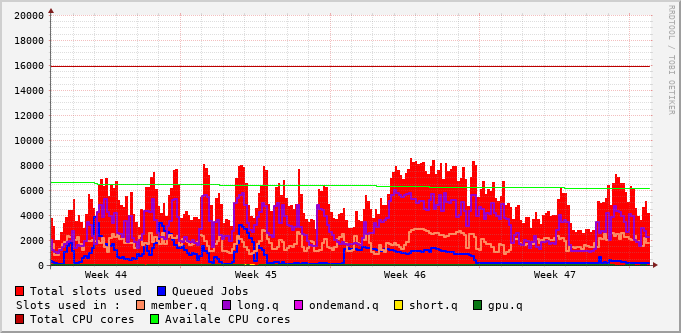 20000
18000
16000
14000
12000
10000
8000
6000
4000
2000
0
Week 44 Week 45 Week 46 Week 47
RRDTOOL / TOBI OETIKER
Total slots used Queued Jobs
Slots used in : member.q long.q ondemand.q short.q gpu.q
Total CPU cores Availale CPU cores